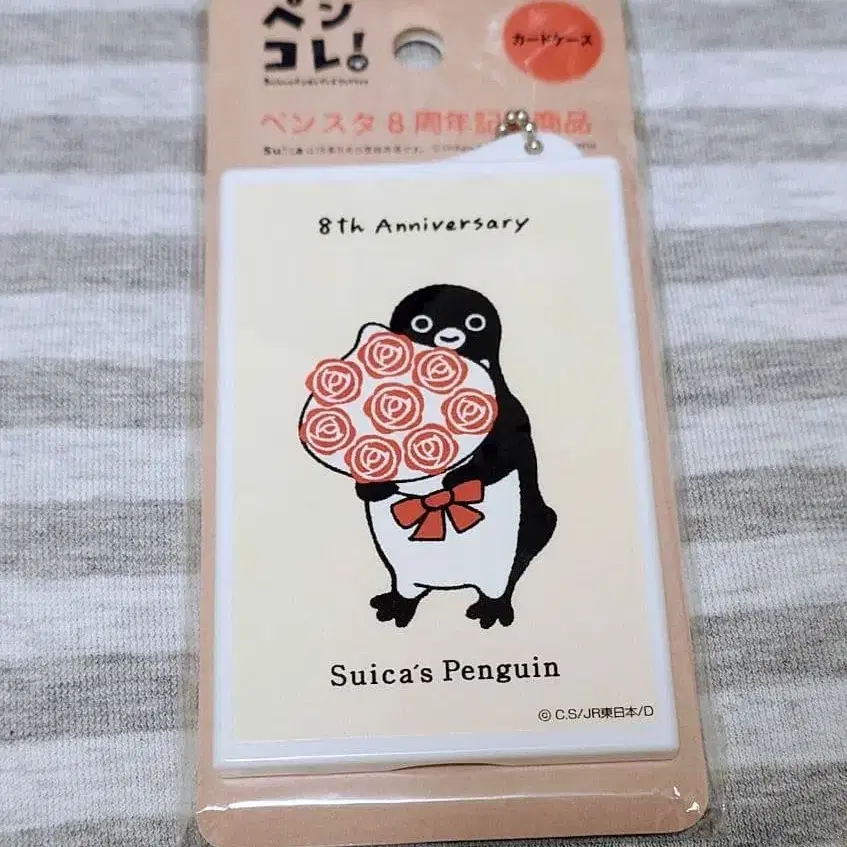 ペン
コレ!
カードケース
ペンスタ8周年記 商品
Suica
8th Anniversary
Suica's Penguin
© C.S/JR東日本/D